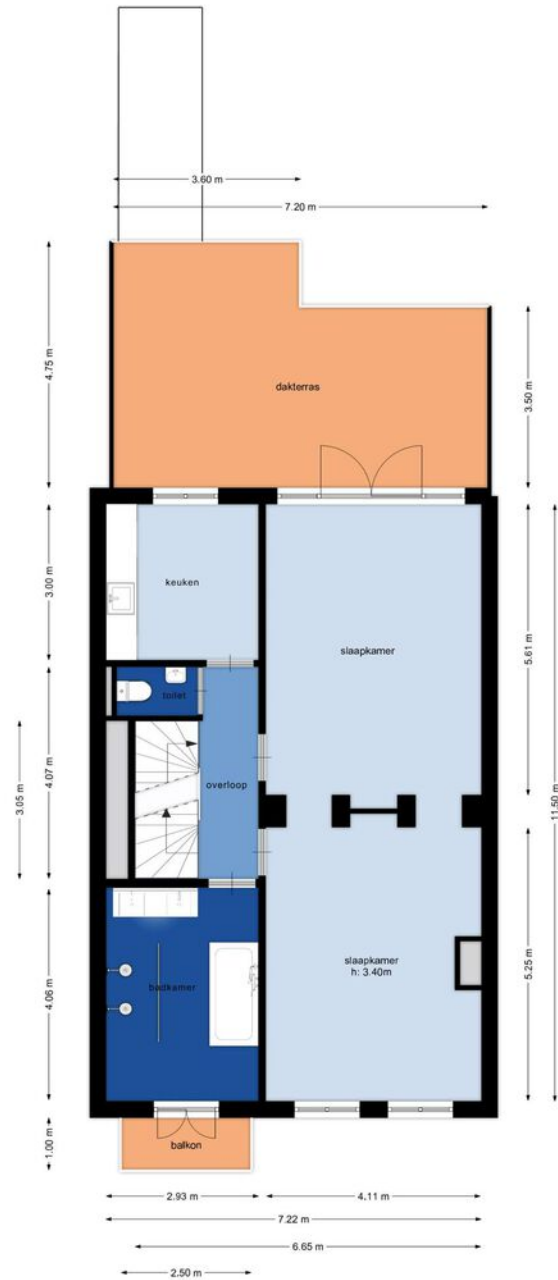 3.60 m
7.20 m
4.75 m
3.50 m
dakterras
3.00 m
keuken
slaapkamer
5.61 m
toilet
4.07 m
3.05 m
overloop
11.50 m
4.06 m
badkamer
slaapkamer
h: 3.40m
5.25 m
1.00 m
balkon
2.93 m
4.11 m
7.22 m
6.65 m
2.50 m